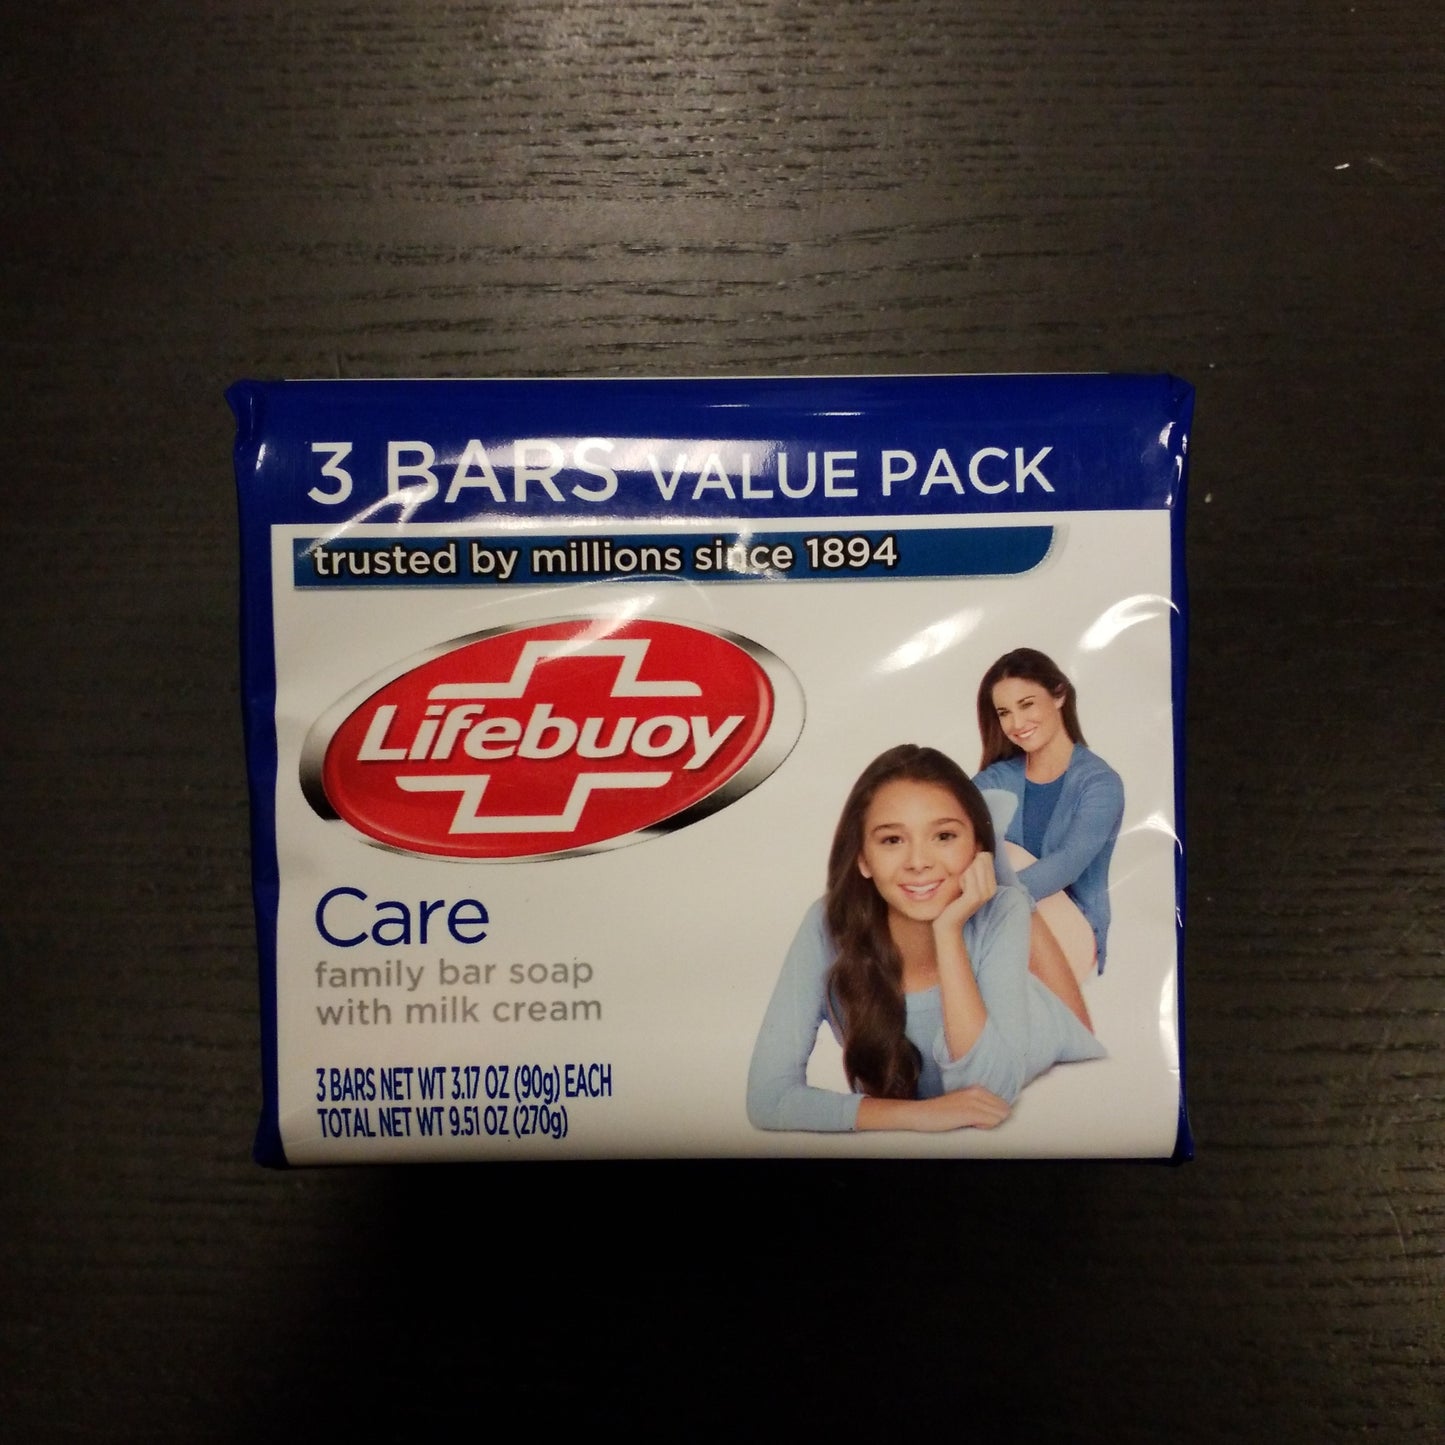 3 BARS VALUE PACK
trusted by millions since 1894
Lifebuoy
Care
family bar soap
with milk cream
3 BARS NET WT 3.17 OZ (90g) EACH
TOTAL NET WT 9.51 OZ (270g)